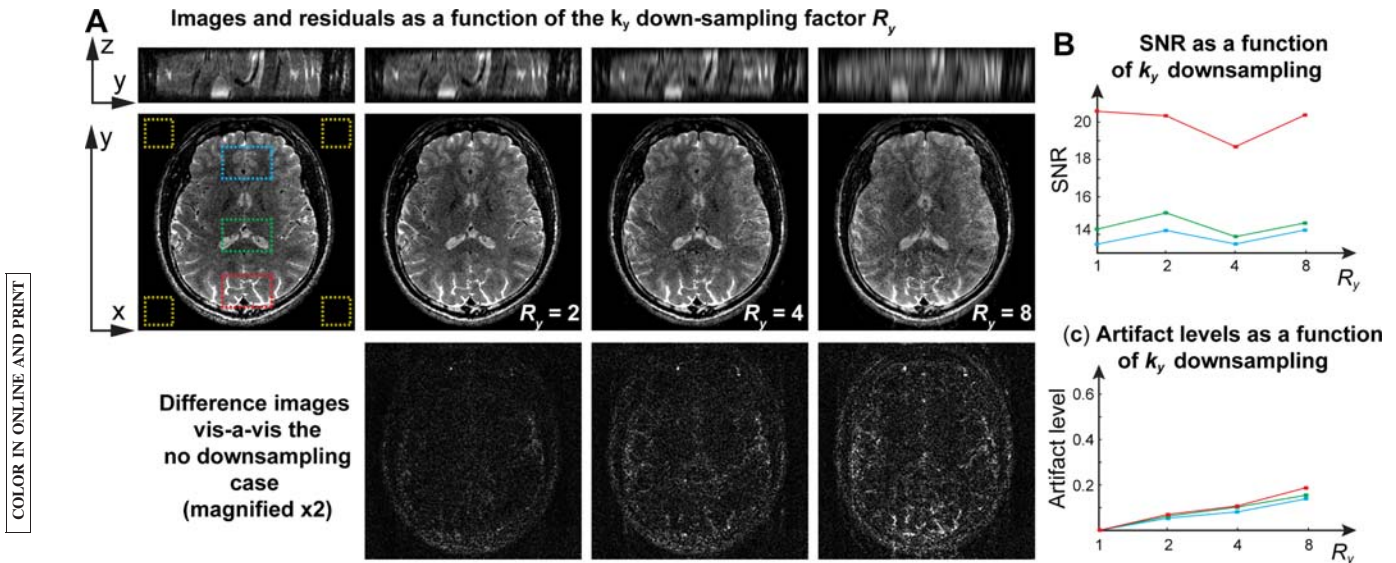 A Images and residuals as a function of the ky down-sampling factor Ry
z
y
y
x
Ry = 2
Ry = 4
Ry = 8
Difference images
vis-a-vis the
no downsampling
case
(magnified x2)
COLOR IN ONLINE AND PRINT
B SNR as a function
of ky downsampling
SNR
20
18
16
14
1 2 4 8
Ry
(c) Artifact levels as a function
of ky downsampling
Artifact level
0.6
0.4
0.2
1 2 4 8
Ry